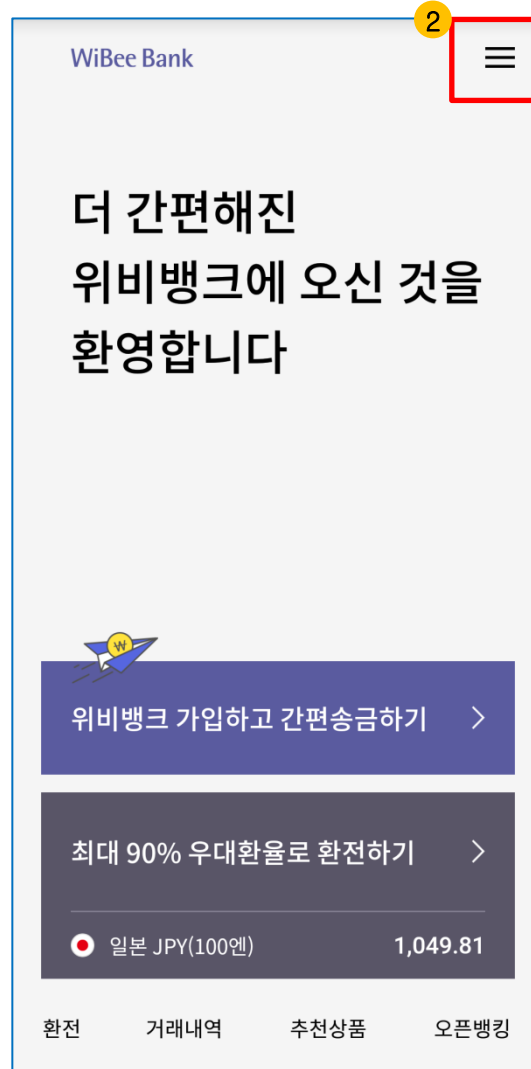 2
WiBee Bank
더 간편해진
위비뱅크에 오신 것을
환영합니다
₩
위비뱅크 가입하고 간편송금하기
최대 90% 우대환율로 환전하기
일본 JPY(100엔) 1,049.81
환전 거래내역 추천상품 오픈뱅킹